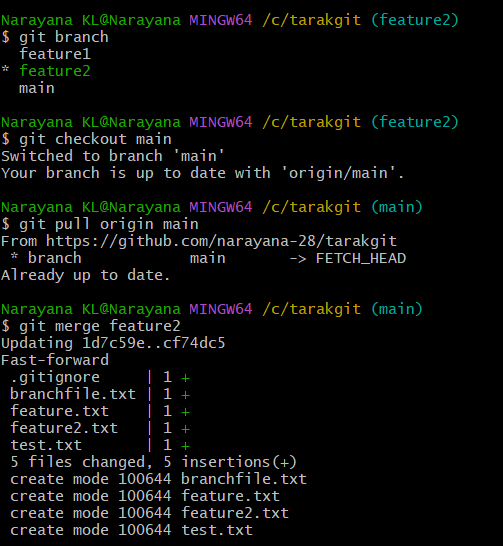 Narayana KL@Narayana MINGW64 /c/tarakgit (feature2)
$ git branch
  feature1
* feature2
  main

Narayana KL@Narayana MINGW64 /c/tarakgit (feature2)
$ git checkout main
Switched to branch 'main'
Your branch is up to date with 'origin/main'.

Narayana KL@Narayana MINGW64 /c/tarakgit (main)
$ git pull origin main
From https://github.com/narayana-28/tarakgit
 * branch            main       -> FETCH_HEAD
Already up to date.

Narayana KL@Narayana MINGW64 /c/tarakgit (main)
$ git merge feature2
Updating 1d7c59e..cf74dc5
Fast-forward
 .gitignore     | 1 +
 branchfile.txt | 1 +
 feature.txt    | 1 +
 feature2.txt   | 1 +
 test.txt       | 1 +
 5 files changed, 5 insertions(+)
 create mode 100644 branchfile.txt
 create mode 100644 feature.txt
 create mode 100644 feature2.txt
 create mode 100644 test.txt